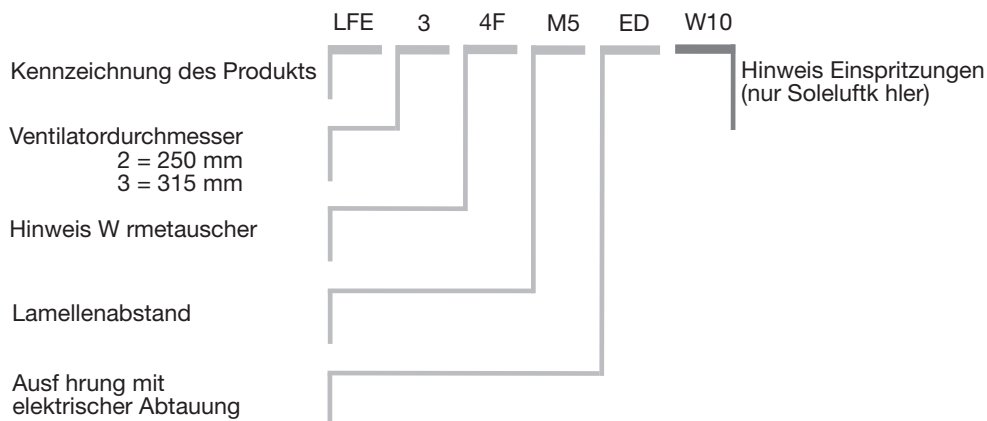 LFE 3 4F M5 ED W10
Kennzeichnung des Produkts
Hinweis Einspritzungen
(nur Soleluftk hler)
Ventilatordurchmesser
2 = 250 mm
3 = 315 mm
Hinweis W rmetauscher
Lamellenabstand
Ausf hrung mit
elektrischer Abtauung